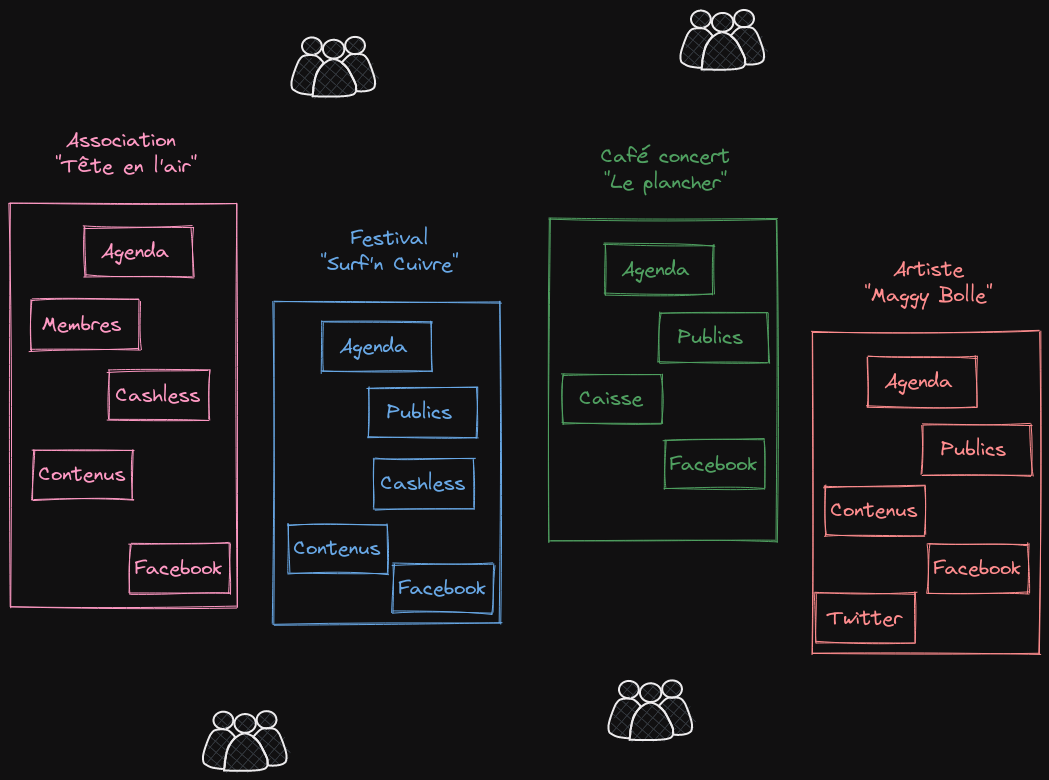 Association
"Tête en l'air"
Agenda
Membres
Cashless
Contenus
Facebook
Festival
"Surf'n Cuivre"
Agenda
Publics
Cashless
Contenus
Facebook
Café concert
"Le plancher"
Agenda
Publics
Caisse
Facebook
Artiste
"Maggy Bolle"
Agenda
Publics
Contenus
Facebook
Twitter